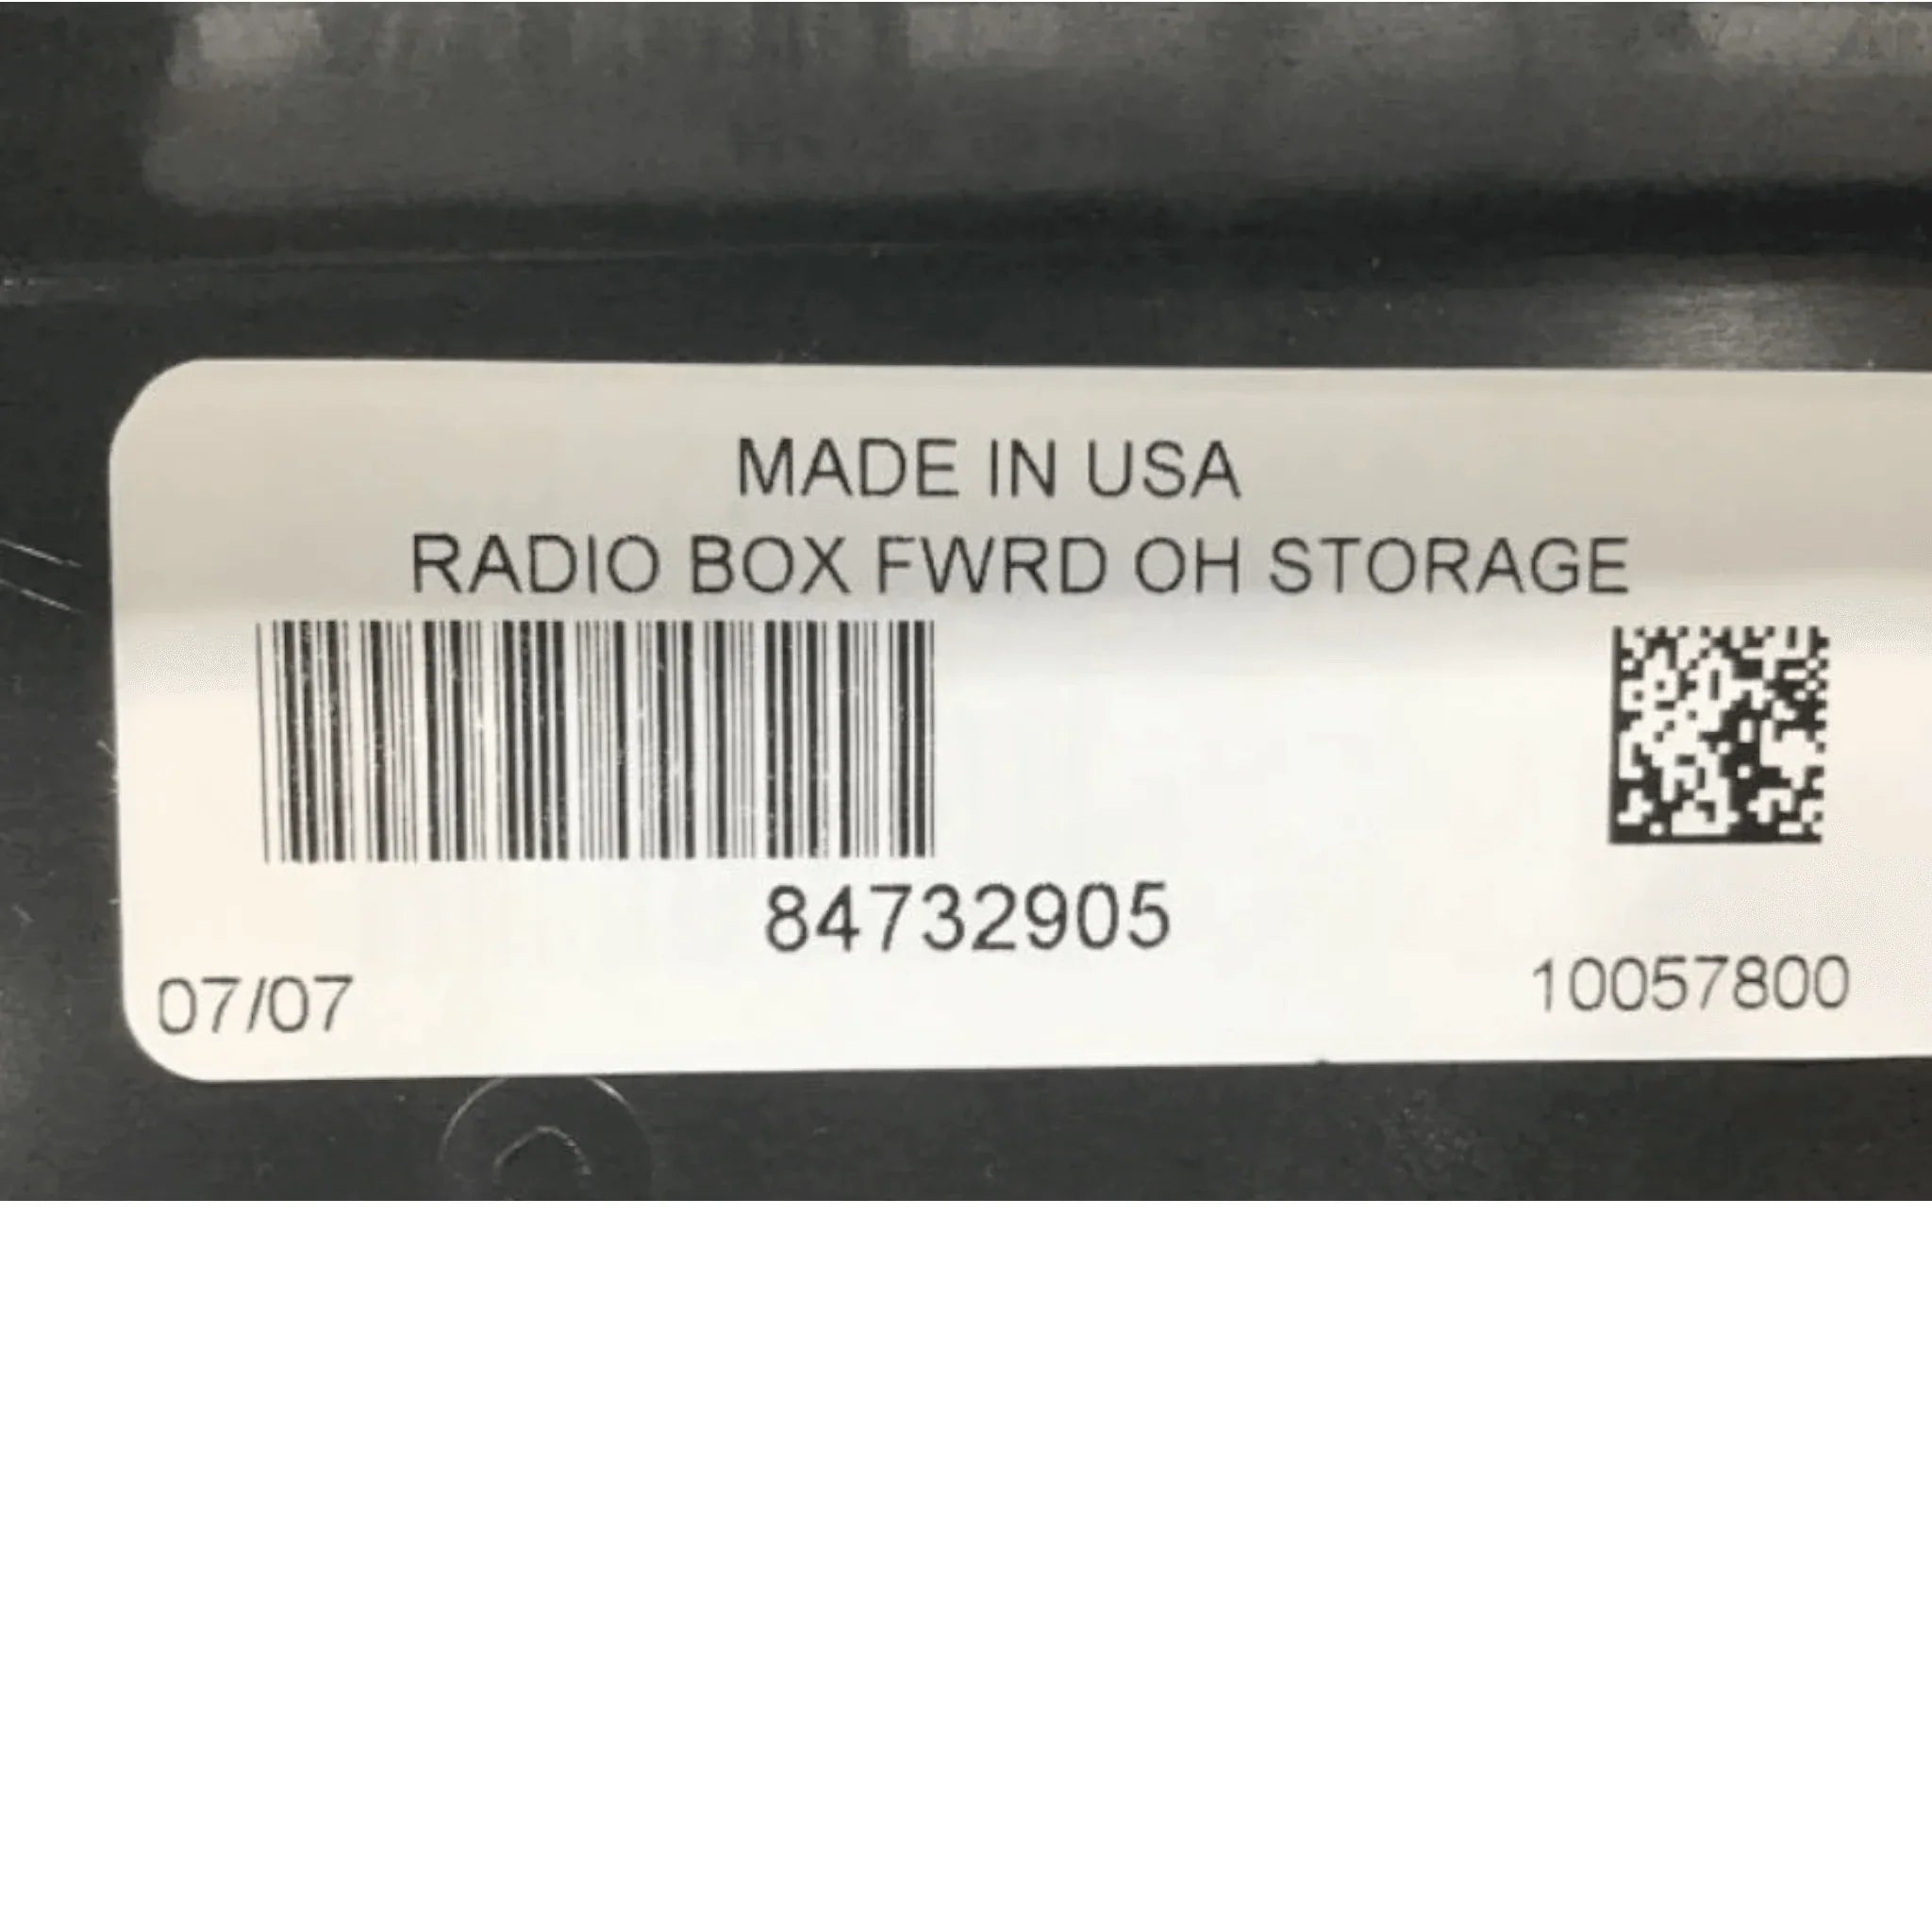 MADE IN USA
RADIO BOX FWRD OH STORAGE
84732905
07/07
10057800